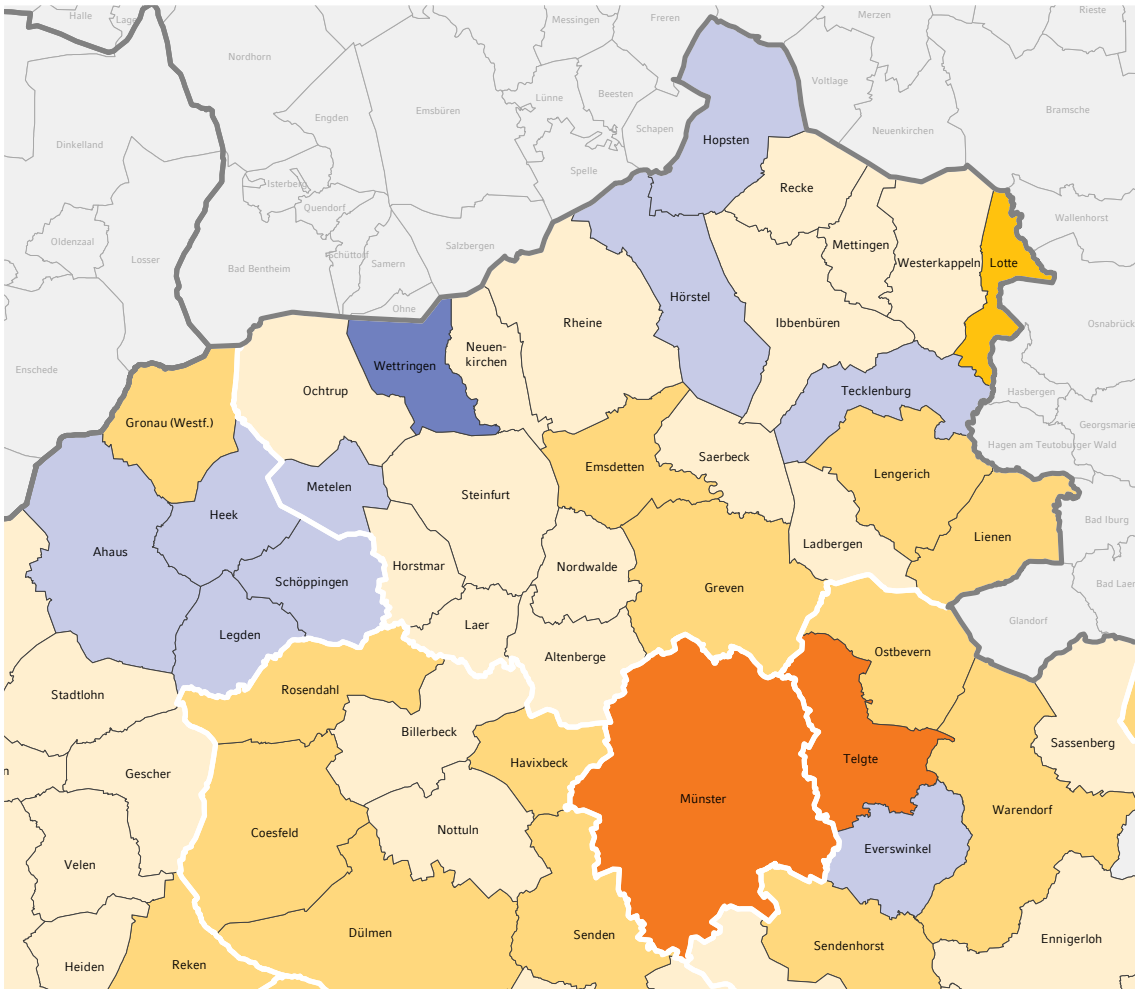 Halle
Lage
Messingen
Freren
Merzen
Rieste
Nordhorn
Voltlage
Lünne
Beesten
Emsbüren
Bramsche
Engden
Schapen
Neuenkirchen
Dinkelland
Hopsten
Spelle
Isterberg
Recke
Quendorf
Wallenhorst
Oldenzaal
Losser
Salzbergen
Mettingen
Schüttorf
Samern
Bad Bentheim
Westerkappeln
Lotte
Hörstel
Ohne
Rheine
Ibbenbüren
Osnabrück
Neuen-
kirchen
Enschede
Wettringen
Ochtrup
Tecklenburg
Hasbergen
Gronau (Westf.)
Georgsmarie
Hagen am Teutoburger Wald
Saerbeck
Emsdetten
Lengerich
Metelen
Steinfurt
Heek
Bad Iburg
Lienen
Ladbergen
Ahaus
Horstmar
Nordwalde
Schöppingen
Bad Laer
Greven
Glandorf
Laer
Legden
Ostbevern
Altenberge
Rosendahl
Stadtlohn
Billerbeck
Sassenberg
Telgte
Havixbeck
n
Gescher
Münster
Warendorf
Nottuln
Coesfeld
Everswinkel
Velen
Dülmen
Senden
Ennigerloh
Sendenhorst
Reken
Heiden